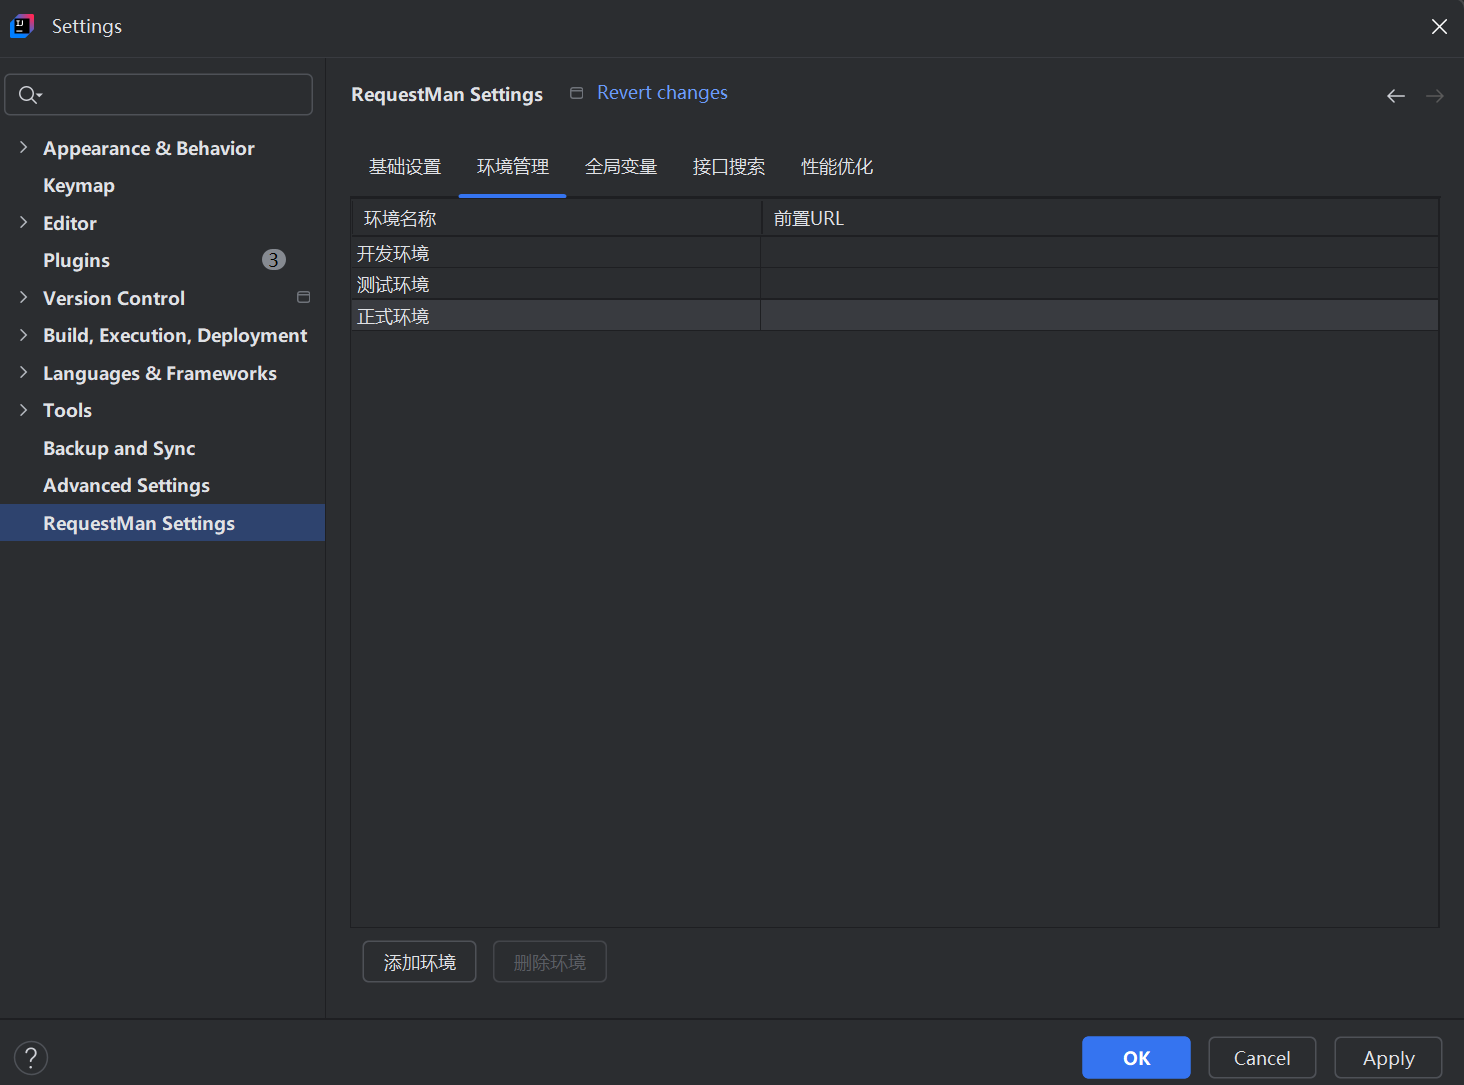 Settings
RequestMan Settings Revert changes
Appearance & Behavior
Keymap
Editor
Plugins 3
Version Control
Build, Execution, Deployment
Languages & Frameworks
Tools
Backup and Sync
Advanced Settings
RequestMan Settings
基础设置 环境管理 全局变量 接口搜索 性能优化
环境名称 前置URL
开发环境
测试环境
正式环境
添加环境 删除环境
? OK Cancel Apply